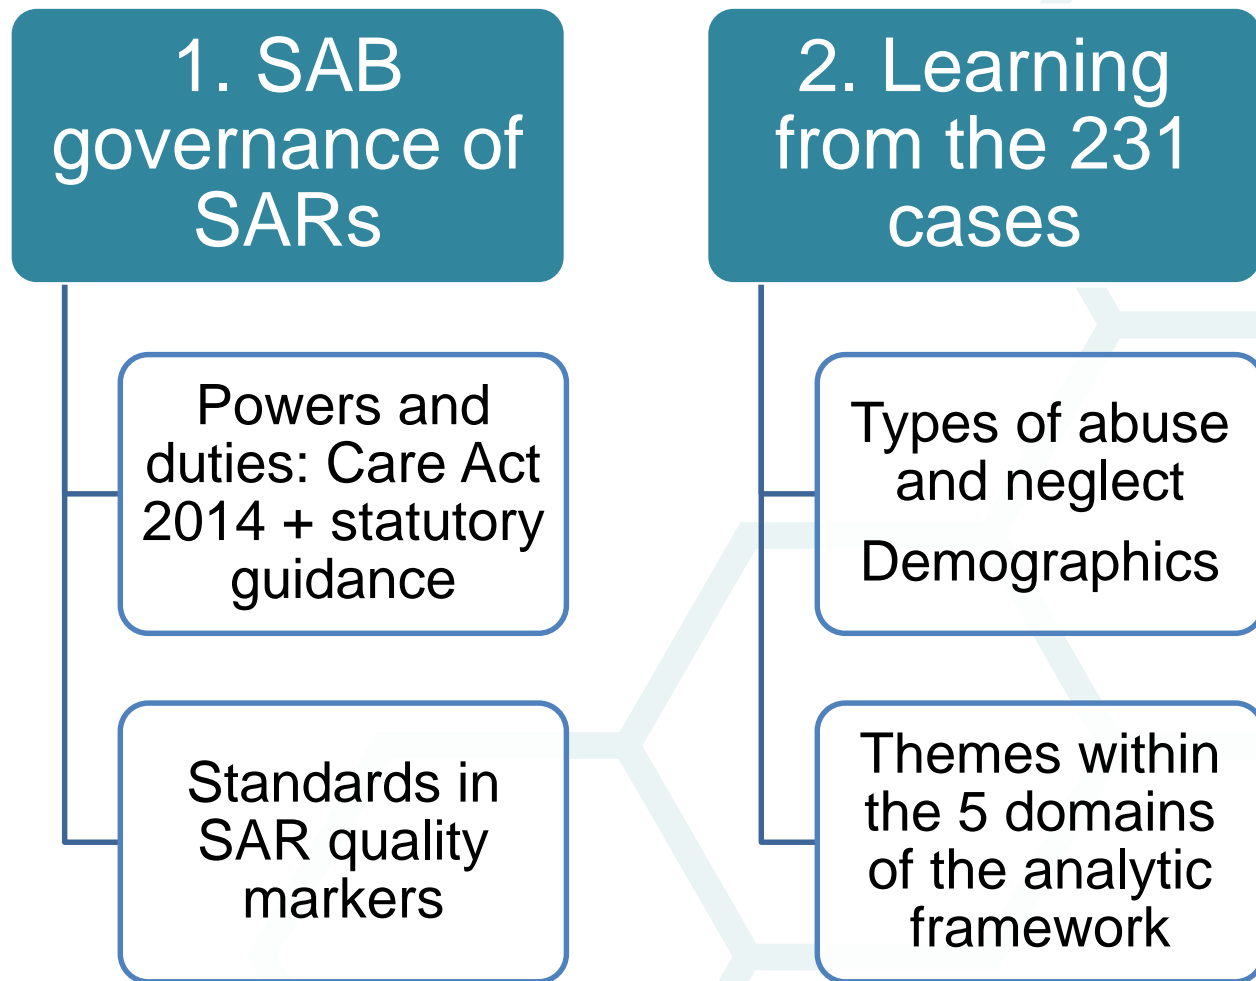 1. SAB
governance of
SARs
Powers and
duties: Care Act
2014 + statutory
guidance
Standards in
SAR quality
markers
2. Learning
from the 231
cases
Types of abuse
and neglect
Demographics
Themes within
the 5 domains
of the analytic
framework